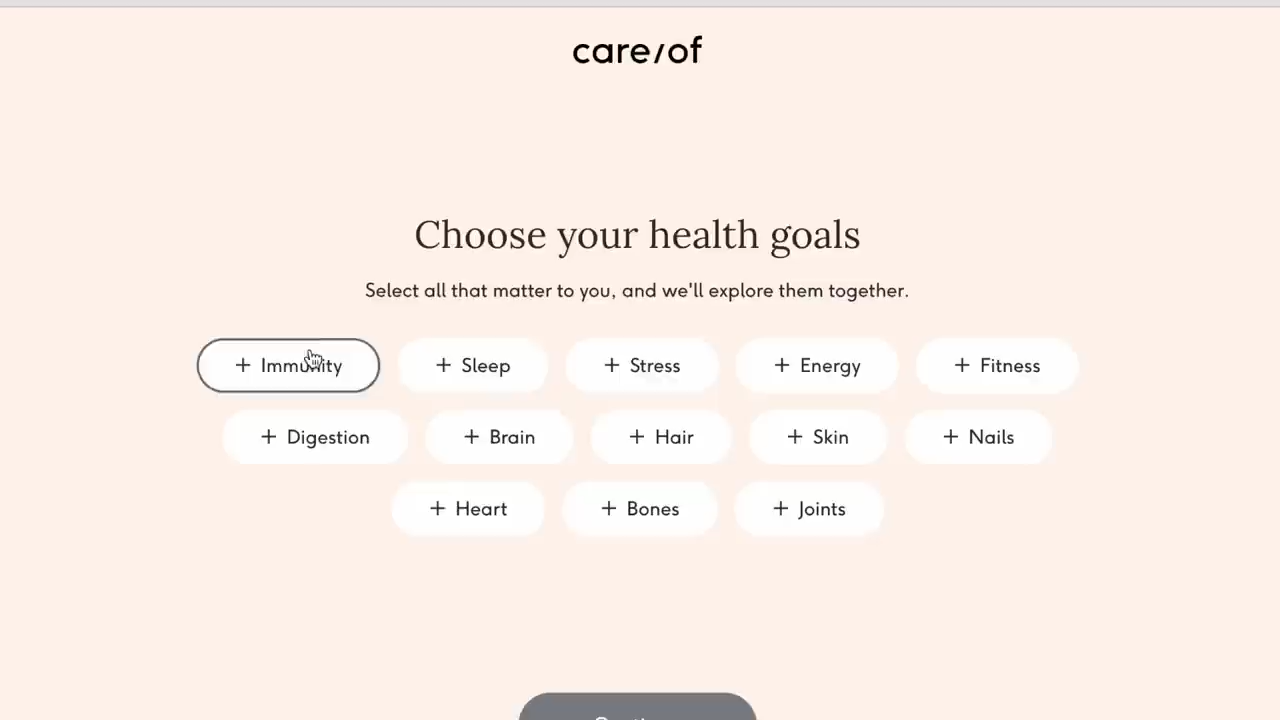 care/of
Choose your health goals
Select all that matter to you, and we'll explore them together.
+ Immunity + Sleep + Stress + Energy + Fitness
+ Digestion + Brain + Hair + Skin + Nails
+ Heart + Bones + Joints